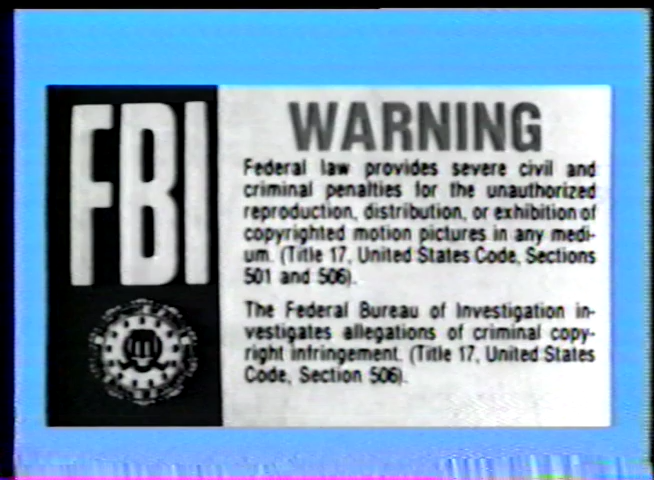 FBI
WARNING
Federal law provides severe civil and
criminal penalties for the unauthorized
reproduction, distribution, or exhibition of
copyrighted motion pictures in any medi-
um. (Title 17, United States Code, Sections
501 and 506).
The Federal Bureau of Investigation in-
vestigates allegations of criminal copy-
right infringement. (Title 17, United States
Code, Section 506).